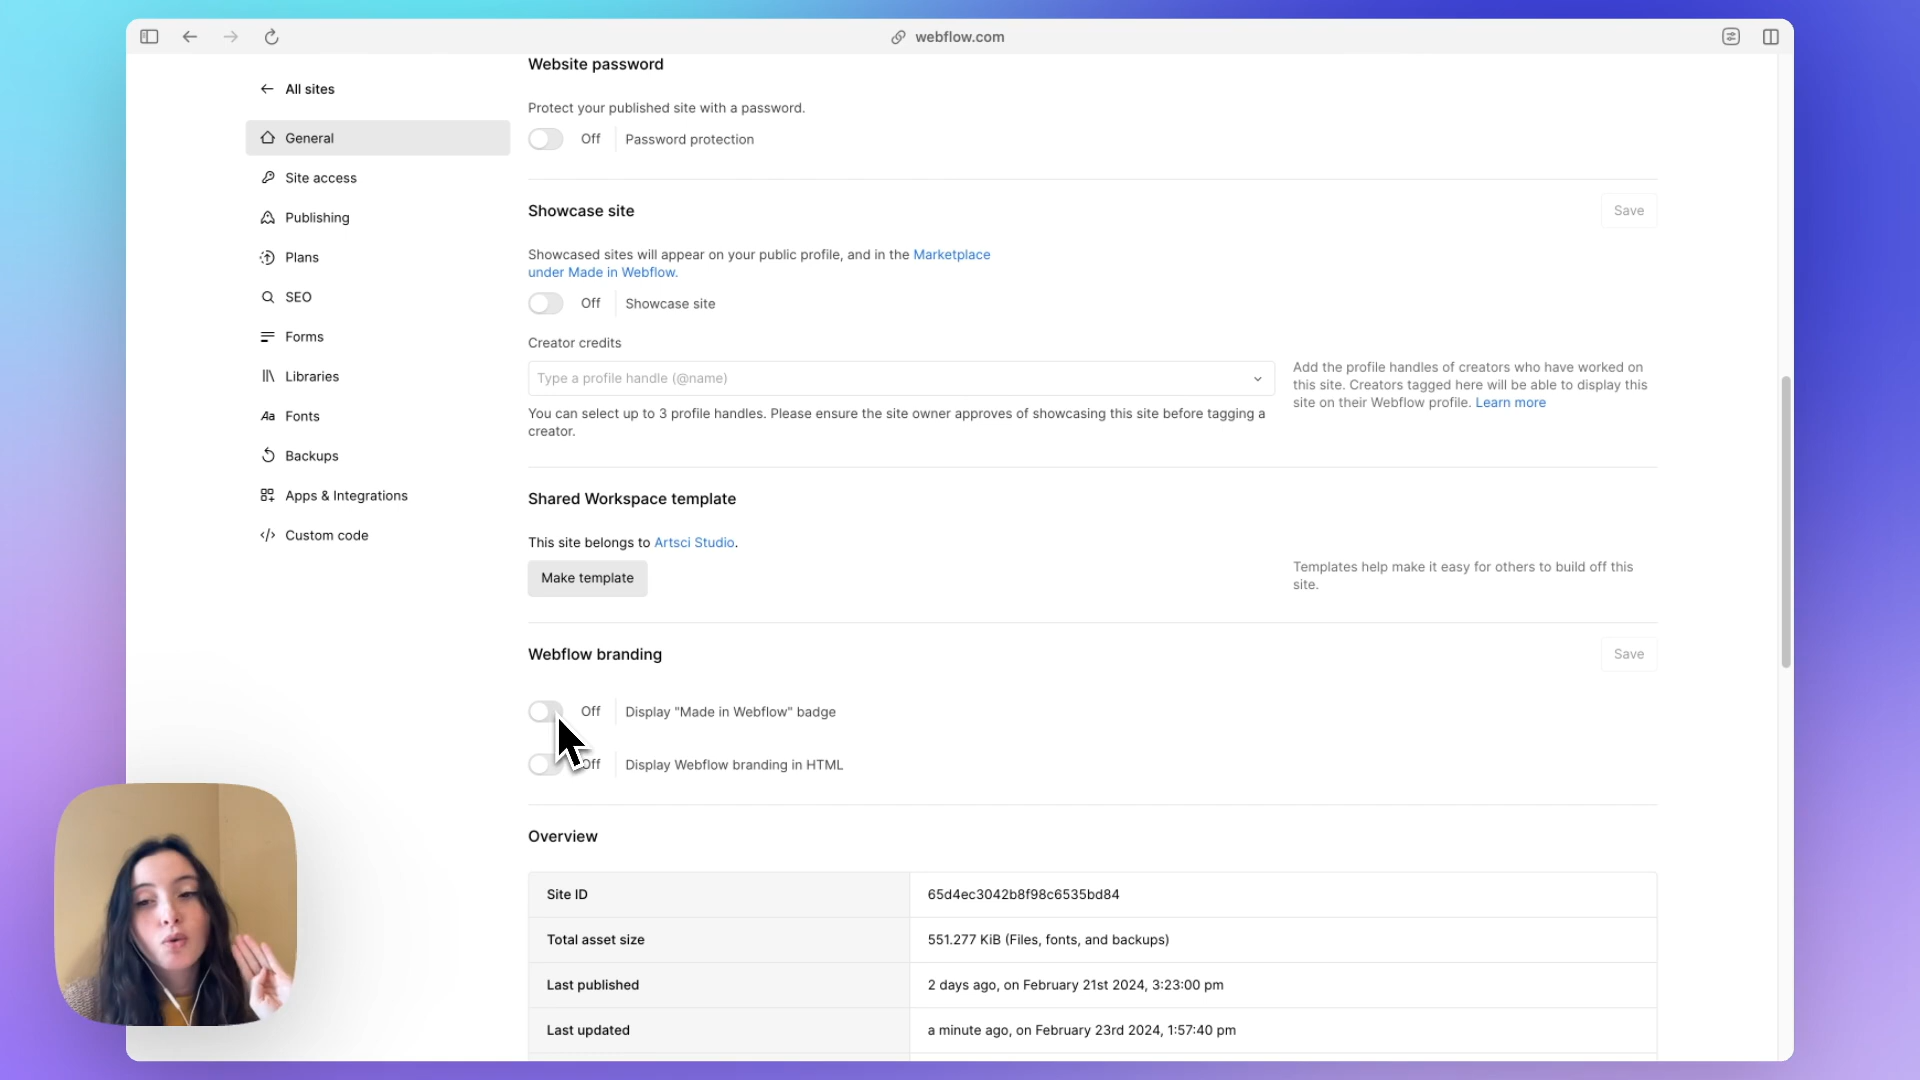 webflow.com
All sites
General
Site access
Publishing
Plans
SEO
Forms
Libraries
Aa Fonts
Backups
Apps & Integrations
</> Custom code
Website password
Protect your published site with a password.
Off Password protection
Showcase site
Save
Showcased sites will appear on your public profile, and in the Marketplace
under Made in Webflow.
Off Showcase site
Creator credits
Type a profile handle (@name)
Add the profile handles of creators who have worked on
this site. Creators tagged here will be able to display this
site on their Webflow profile. Learn more
You can select up to 3 profile handles. Please ensure the site owner approves of showcasing this site before tagging a
creator.
Shared Workspace template
This site belongs to Artsci Studio.
Make template
Templates help make it easy for others to build off this
site.
Webflow branding
Save
Off Display "Made in Webflow" badge
Off Display Webflow branding in HTML
Overview
Site ID 65d4ec3042b8f98c6535bd84
Total asset size 551.277 KiB (Files, fonts, and backups)
Last published 2 days ago, on February 21st 2024, 3:23:00 pm
Last updated a minute ago, on February 23rd 2024, 1:57:40 pm